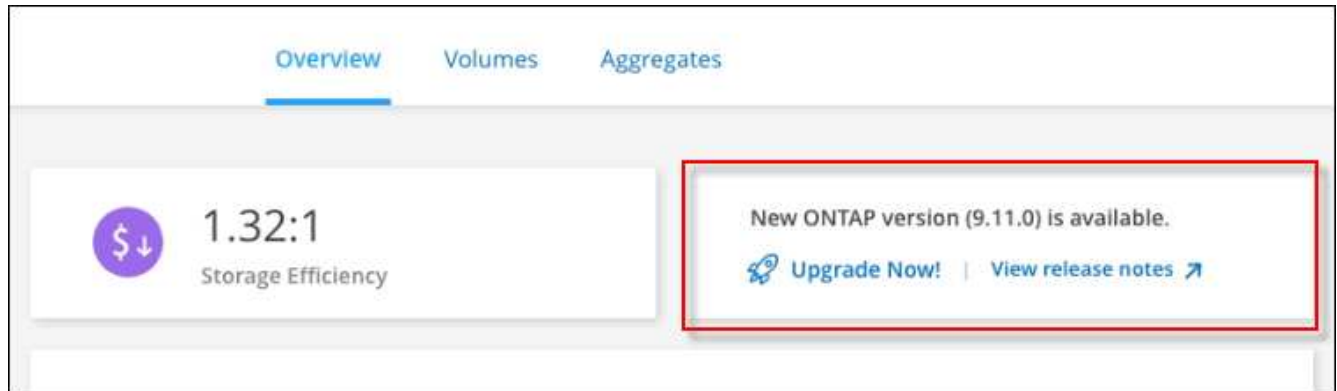 Overview Volumes Aggregates
1.32:1
Storage Efficiency
New ONTAP version (9.11.0) is available.
Upgrade Now! | View release notes